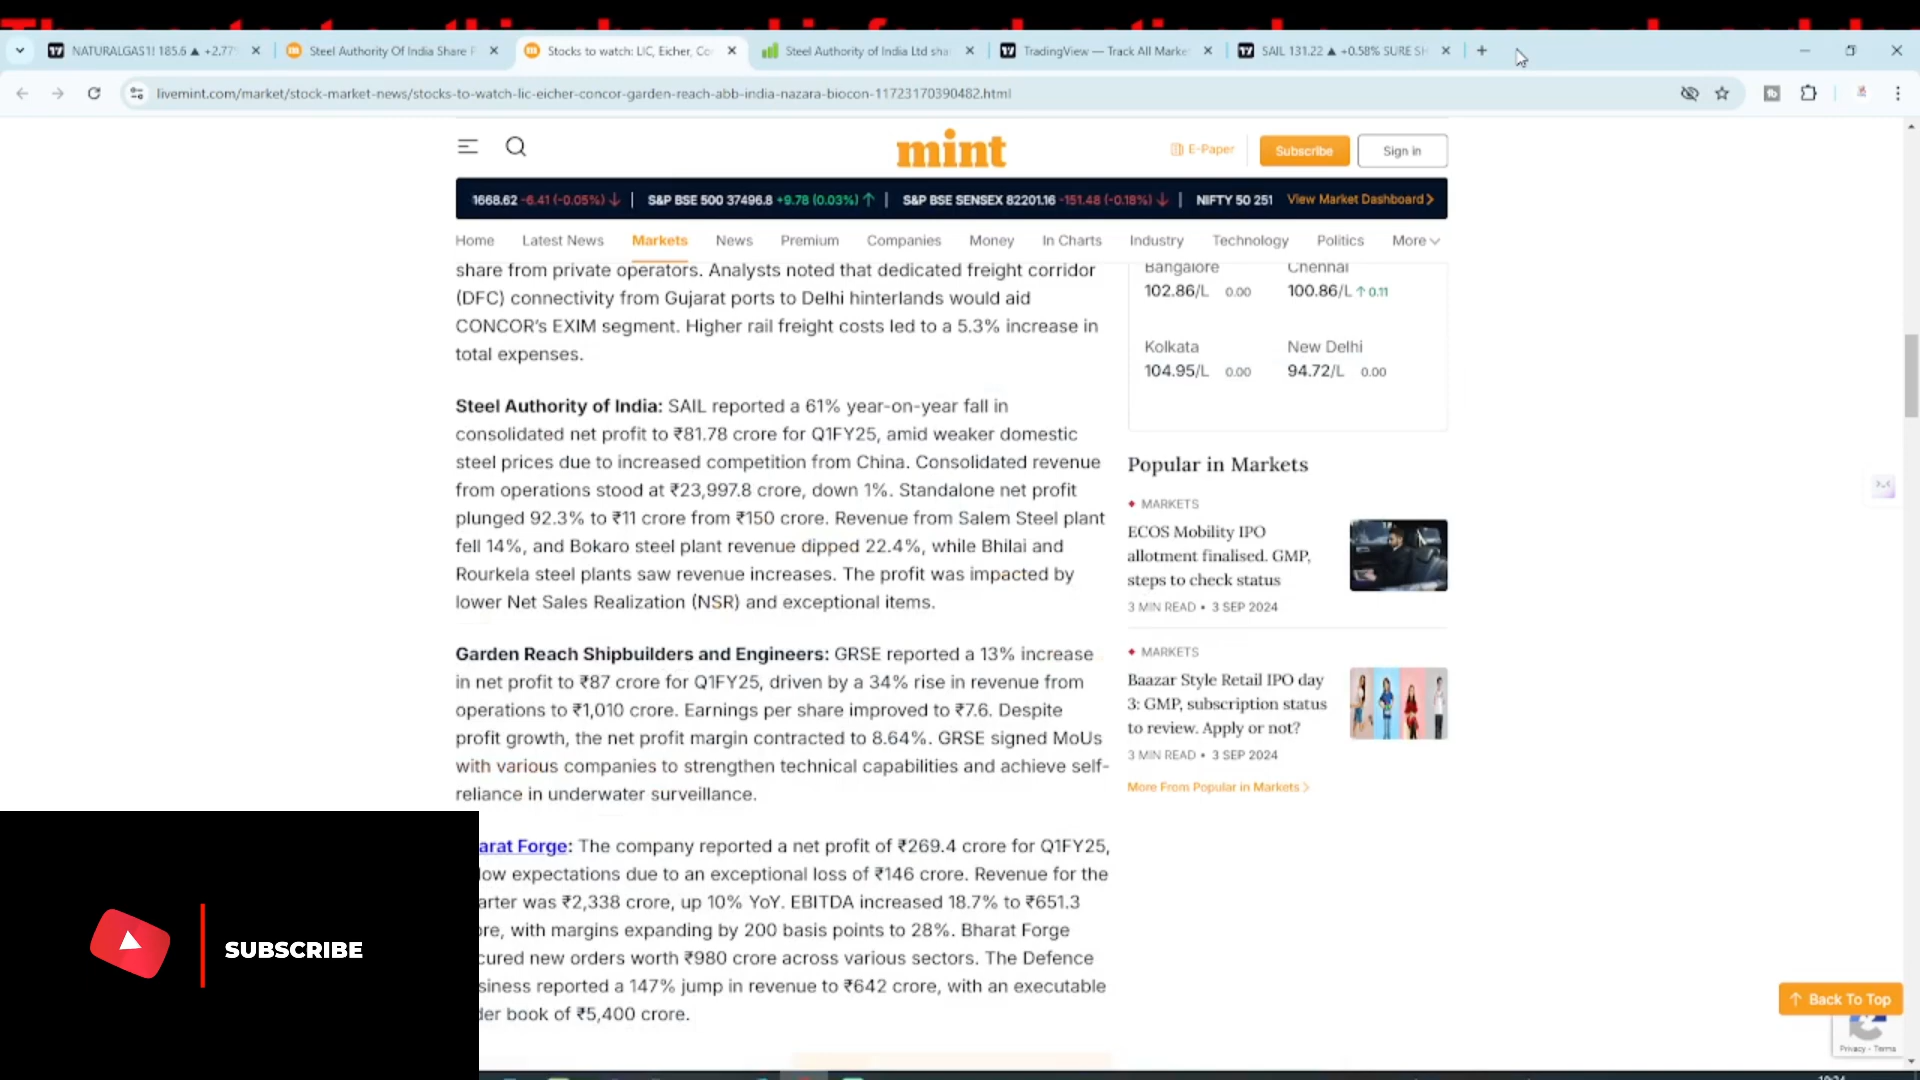 NATURALGAS1! 185.6 ▲ +2.77
Steel Authority Of India Share P
Stocks to watch: LIC, Eicher, Co
Steel Authority of India Ltd sha
TradingView — Track All Marke
SAIL 131.22 ▲ +0.58% SURE SH
livemint.com/market/stock-market-news/stocks-to-watch-lic-eicher-concor-garden-reach-abb-india-nazara-biocon-11723170390482.html
mint
E-Paper
Subscribe
Sign in
1668.62 -6.41 (-0.05%) ↓ | S&P BSE 500 37496.8 +9.78 (0.03%) ↑ | S&P BSE SENSEX 82201.16 -151.48 (-0.18%) ↓ | NIFTY 50 251 View Market Dashboard
Home Latest News Markets News Premium Companies Money In Charts Industry Technology Politics More
share from private operators. Analysts noted that dedicated freight corridor
(DFC) connectivity from Gujarat ports to Delhi hinterlands would aid
CONCOR's EXIM segment. Higher rail freight costs led to a 5.3% increase in
total expenses.
Steel Authority of India: SAIL reported a 61% year-on-year fall in
consolidated net profit to ₹81.78 crore for Q1FY25, amid weaker domestic
steel prices due to increased competition from China. Consolidated revenue
from operations stood at ₹23,997.8 crore, down 1%. Standalone net profit
plunged 92.3% to ₹11 crore from ₹150 crore. Revenue from Salem Steel plant
fell 14%, and Bokaro steel plant revenue dipped 22.4%, while Bhilai and
Rourkela steel plants saw revenue increases. The profit was impacted by
lower Net Sales Realization (NSR) and exceptional items.
Garden Reach Shipbuilders and Engineers: GRSE reported a 13% increase
in net profit to ₹87 crore for Q1FY25, driven by a 34% rise in revenue from
operations to ₹1,010 crore. Earnings per share improved to ₹7.6. Despite
profit growth, the net profit margin contracted to 8.64%. GRSE signed MoUs
with various companies to strengthen technical capabilities and achieve self-
reliance in underwater surveillance.
arat Forge: The company reported a net profit of ₹269.4 crore for Q1FY25,
low expectations due to an exceptional loss of ₹146 crore. Revenue for the
arter was ₹2,338 crore, up 10% YoY. EBITDA increased 18.7% to ₹651.3
ore, with margins expanding by 200 basis points to 28%. Bharat Forge
cured new orders worth ₹980 crore across various sectors. The Defence
siness reported a 147% jump in revenue to ₹642 crore, with an executable
der book of ₹5,400 crore.
Bangalore Chennai
102.86/L 0.00 100.86/L ↑ 0.11
Kolkata New Delhi
104.95/L 0.00 94.72/L 0.00
Popular in Markets
MARKETS
ECOS Mobility IPO
allotment finalised. GMP,
steps to check status
3 MIN READ • 3 SEP 2024
MARKETS
Baazar Style Retail IPO day
3: GMP, subscription status
to review. Apply or not?
3 MIN READ • 3 SEP 2024
More From Popular in Markets
SUBSCRIBE
Back To Top
Privacy - Terms